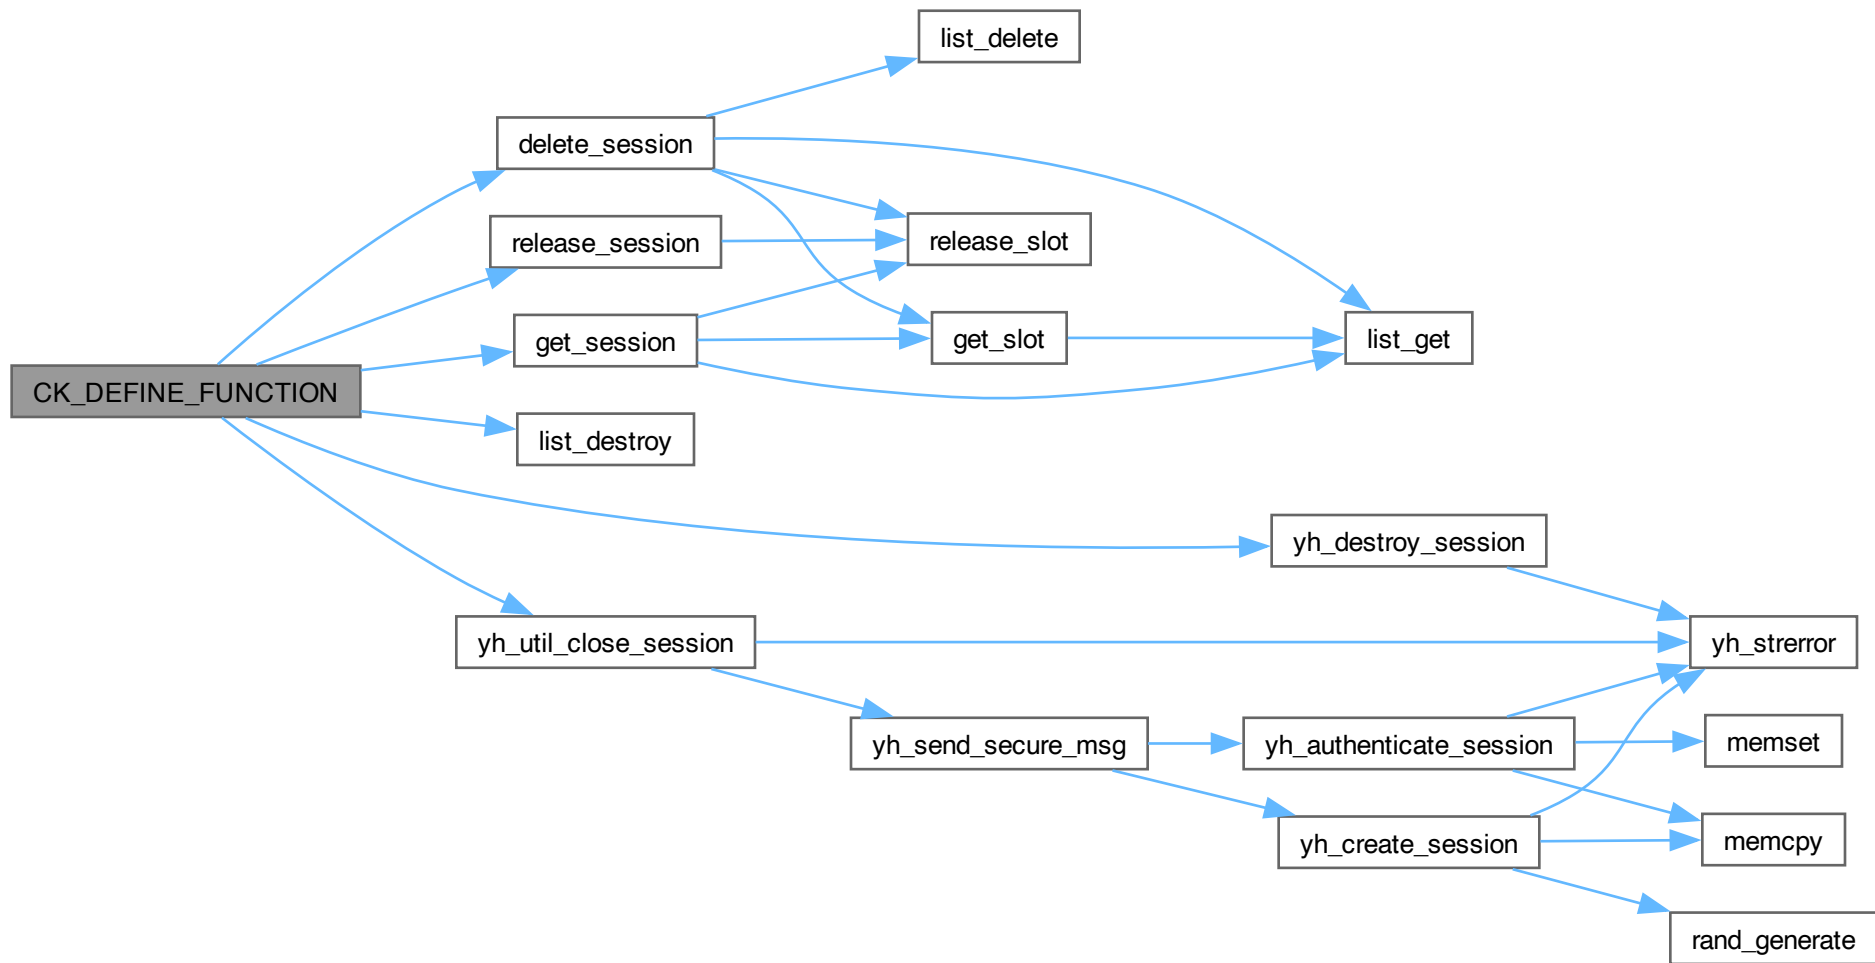 list_delete
delete_session
release_session
release_slot
get_session
get_slot
list_get
CK_DEFINE_FUNCTION
list_destroy
yh_destroy_session
yh_util_close_session
yh_strerror
yh_send_secure_msg
yh_authenticate_session
memset
yh_create_session
memcpy
rand_generate